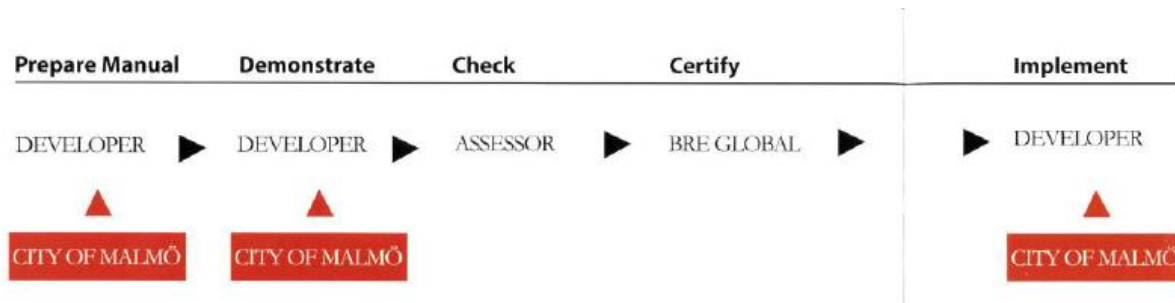 Prepare Manual Demonstrate Check Certify Implement
DEVELOPER DEVELOPER ASSESSOR BRE GLOBAL DEVELOPER
CITY OF MALMÖ CITY OF MALMÖ CITY OF MALMÖ